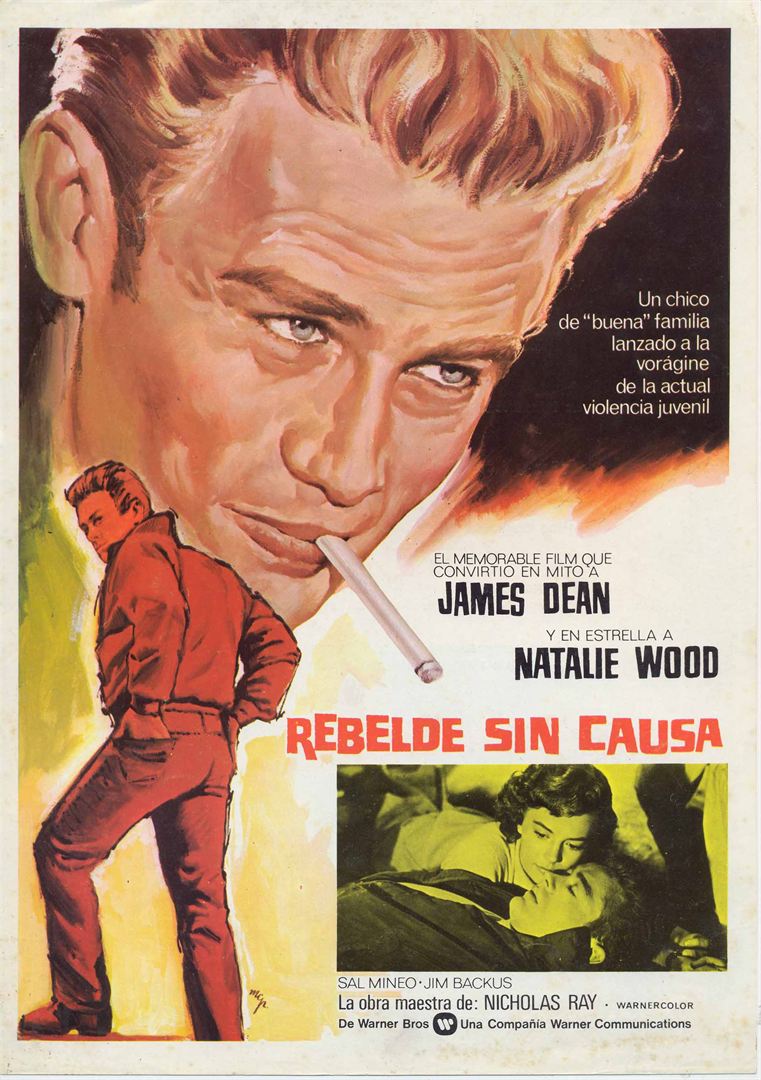 Un chico
de "buena" familia
lanzado a la
vorágine
de la actual
violencia juvenil
EL MEMORABLE FILM QUE
CONVIRTIO EN MITO A
JAMES DEAN
Y EN ESTRELLA A
NATALIE WOOD
REBELDE SIN CAUSA
SAL MINEO · JIM BACKUS
La obra maestra de: NICHOLAS RAY · WARNERCOLOR
De Warner Bros W Una Compañía Warner Communications